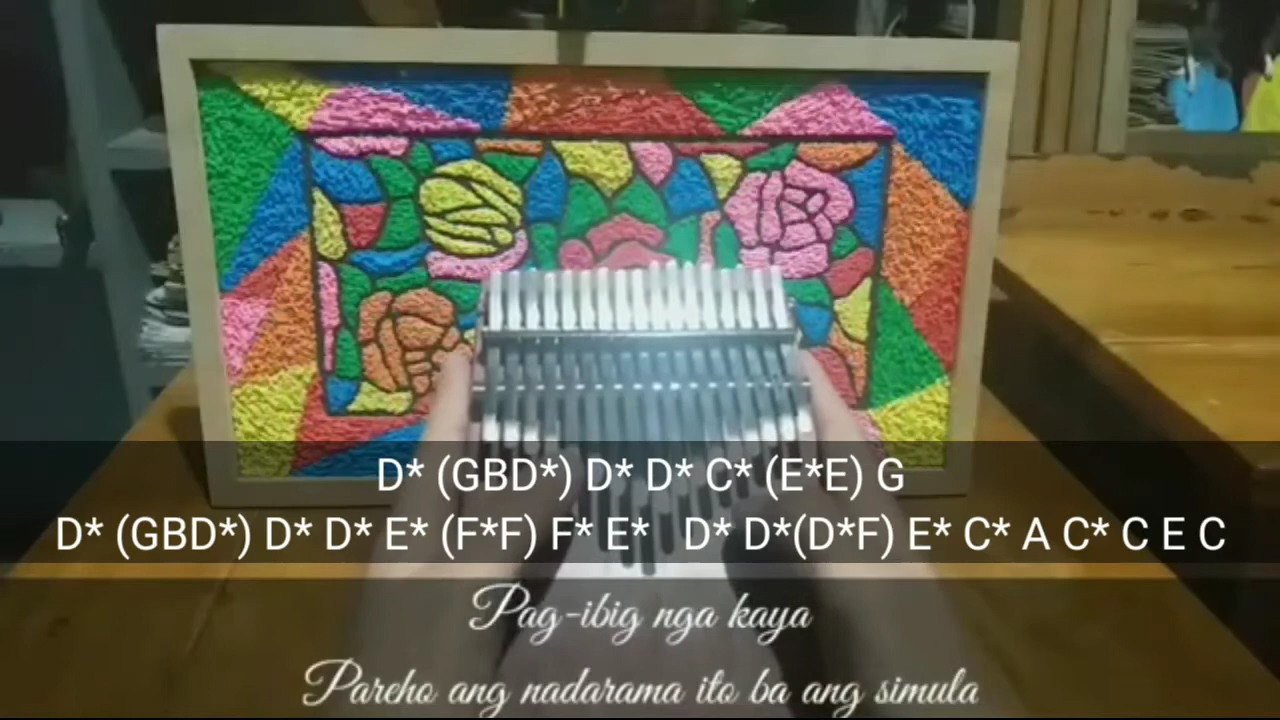 D* (GBD*) D* D* C* (E*E) G
D* (GBD*) D* D* E* (F*F) F* E* D* D*(D*F) E* C* A C* C E C
Pag-ibig nga kaya
Pareho ang nadarama ito ba ang simula